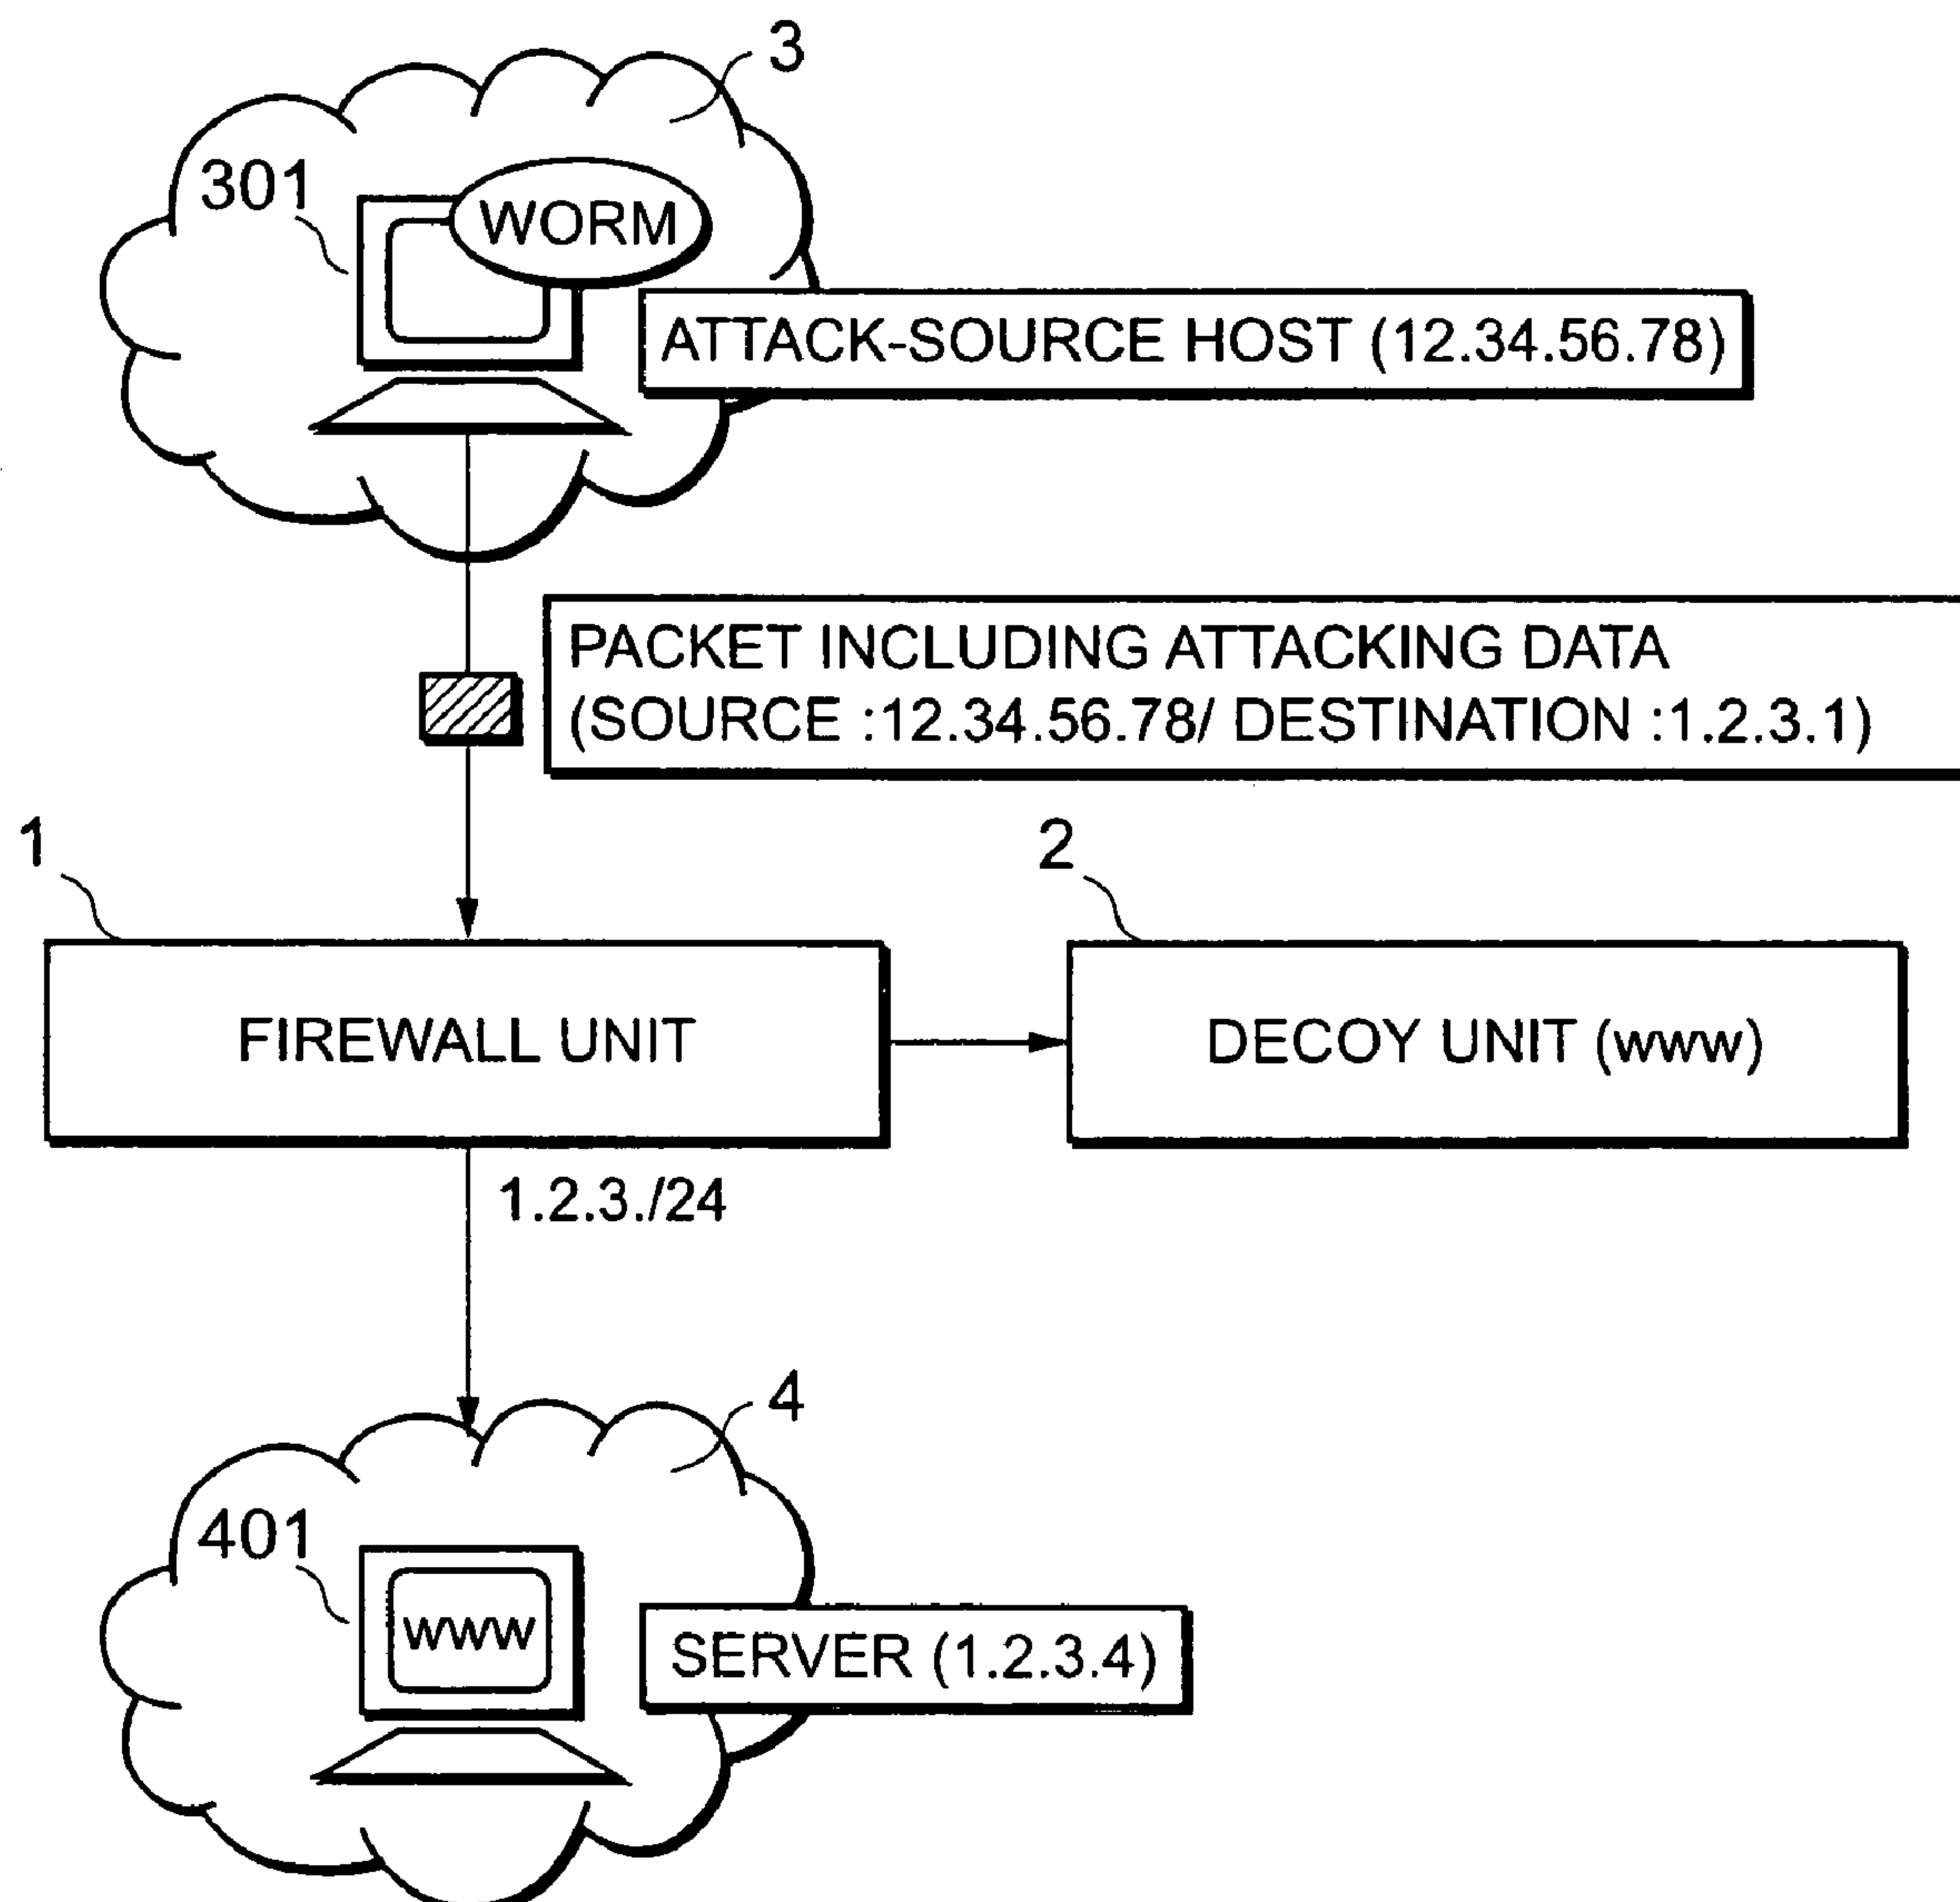 3
301
WORM
ATTACK-SOURCE HOST (12.34.56.78)
PACKET INCLUDING ATTACKING DATA
(SOURCE :12.34.56.78/ DESTINATION :1.2.3.1)
1
2
FIREWALL UNIT
DECOY UNIT (www)
1.2.3./24
4
401
www
SERVER (1.2.3.4)